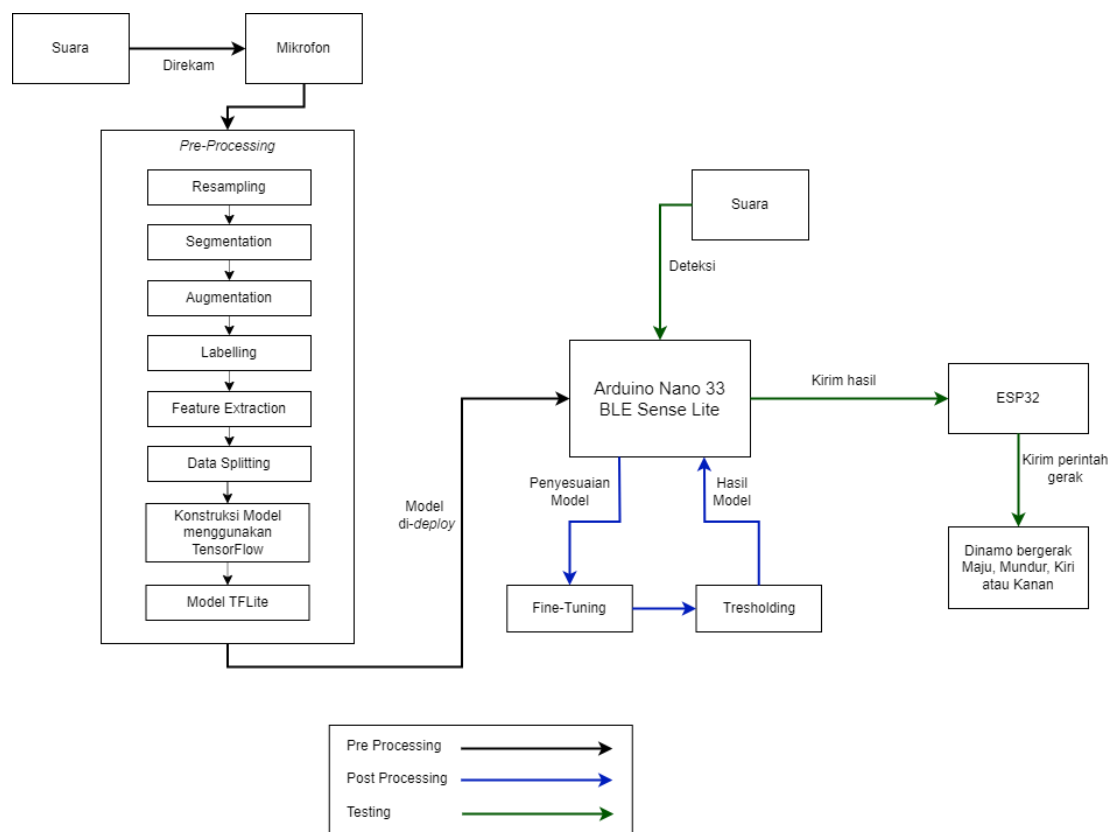 Suara
Direkam
Mikrofon
Pre-Processing
Resampling
Segmentation
Augmentation
Labelling
Feature Extraction
Data Splitting
Konstruksi Model
menggunakan
TensorFlow
Model TFLite
Model
di-deploy
Suara
Deteksi
Arduino Nano 33
BLE Sense Lite
Penyesuaian
Model
Hasil
Model
Fine-Tuning
Tresholding
Kirim hasil
ESP32
Kirim perintah
gerak
Dinamo bergerak
Maju, Mundur, Kiri
atau Kanan
Pre Processing
Post Processing
Testing